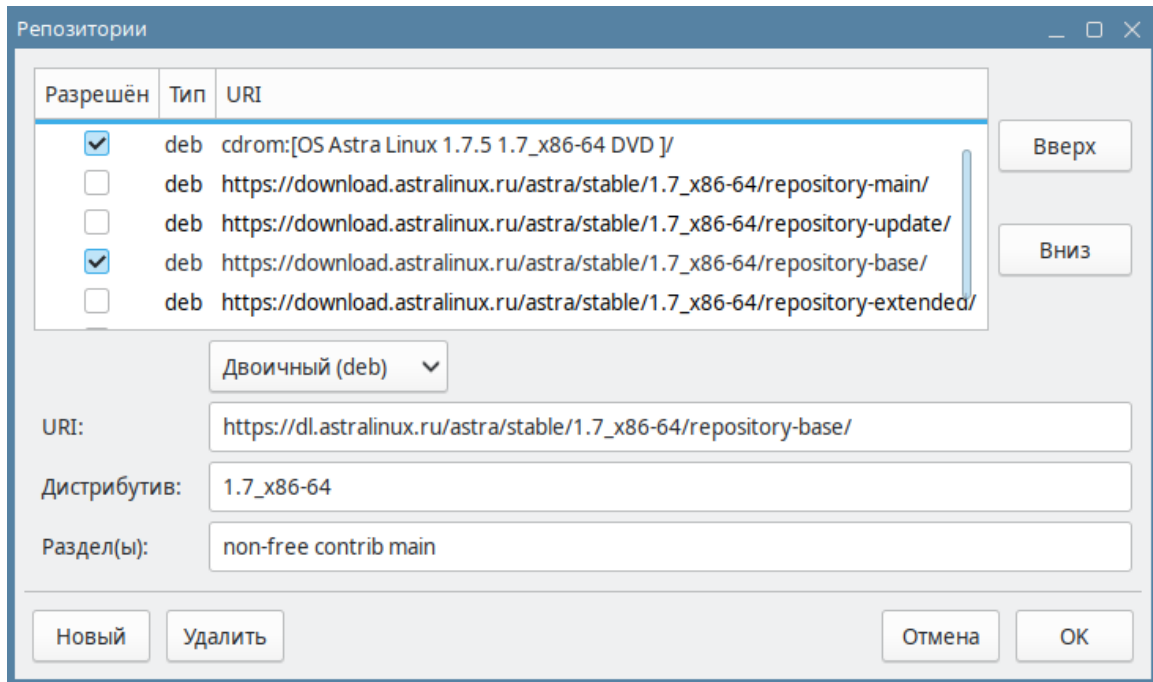 Репозитории
Разрешён Тип URI
deb cdrom:[OS Astra Linux 1.7.5 1.7_x86-64 DVD ]/
Вверх
deb https://download.astralinux.ru/astra/stable/1.7_x86-64/repository-main/
deb https://download.astralinux.ru/astra/stable/1.7_x86-64/repository-update/
Вниз
deb https://download.astralinux.ru/astra/stable/1.7_x86-64/repository-base/
deb https://download.astralinux.ru/astra/stable/1.7_x86-64/repository-extended/
Двоичный (deb)
URI: https://dl.astralinux.ru/astra/stable/1.7_x86-64/repository-base/
Дистрибутив: 1.7_x86-64
Раздел(ы): non-free contrib main
Новый Удалить Отмена OK